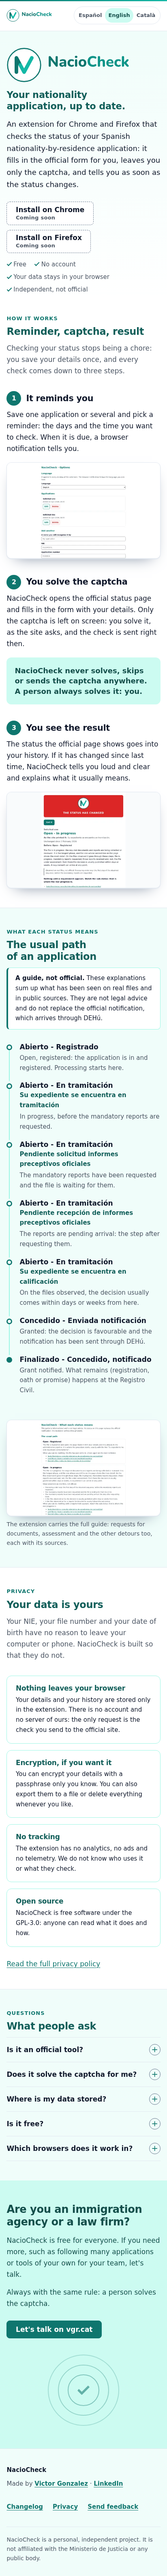 NacioCheck
Español English Català
NacioCheck
Your nationality
application, up to date.
An extension for Chrome and Firefox that
checks the status of your Spanish
nationality-by-residence application: it
fills in the official form for you, leaves you
only the captcha, and tells you as soon as
the status changes.
Install on Chrome
Coming soon
Install on Firefox
Coming soon
Free
No account
Your data stays in your browser
Independent, not official
HOW IT WORKS
Reminder, captcha, result
Checking your status stops being a chore:
you save your details once, and every
check comes down to three steps.
1
It reminds you
Save one application or several and pick a
reminder: the days and the time you want
to check. When it is due, a browser
notification tells you.
2
You solve the captcha
NacioCheck opens the official status page
and fills in the form with your details. Only
the captcha is left on screen: you solve it,
as the site asks, and the check is sent right
then.
NacioCheck never solves, skips
or sends the captcha anywhere.
A person always solves it: you.
3
You see the result
The status the official page shows goes into
your history. If it has changed since last
time, NacioCheck tells you loud and clear
and explains what it usually means.
THE STATUS HAS CHANGED
WHAT EACH STATUS MEANS
The usual path
of an application
A guide, not official. These explanations
sum up what has been seen on real files and
in public sources. They are not legal advice
and do not replace the official notification,
which arrives through DEHú.
Abierto - Registrado
Open, registered: the application is in and
registered. Processing starts here.
Abierto - En tramitación
Su expediente se encuentra en
tramitación
In progress, before the mandatory reports are
requested.
Abierto - En tramitación
Pendiente solicitud informes
preceptivos oficiales
The mandatory reports have been requested
and the file is waiting for them.
Abierto - En tramitación
Pendiente recepción de informes
preceptivos oficiales
The reports are being arrival: the step after
requesting them.
Abierto - En tramitación
Su expediente se encuentra en
calificación
On the files observed, the decision usually
comes within days or weeks from here.
Concedido - Enviada notificación
Granted: the decision is favourable and the
notification has been sent through DEHú.
Finalizado - Concedido, notificado
Granted. What remains (registration,
oath or promise) happens at the Registro
Civil.
The extension carries the full guide: requests for
documents, assessment and the other detours too,
each with its sources.
PRIVACY
Your data is yours
Your NIE, your file number and your date of
birth have no reason to leave your
computer or phone. NacioCheck is built so
that they do not.
Nothing leaves your browser
Your details and your history are stored only
in the extension. There is no account and
no server of ours: the only request is the
check you send to the official site.
Encryption, if you want it
You can encrypt your details with a
passphrase only you know. You can also
export them to a file or delete everything
whenever you like.
No tracking
The extension has no analytics, no ads and
no telemetry. We do not know who uses it
or what they check.
Open source
NacioCheck is free software under the
GPL-3.0: anyone can read what it does and
how.
Read the full privacy policy
QUESTIONS
What people ask
Is it an official tool?
Does it solve the captcha for me?
Where is my data stored?
Is it free?
Which browsers does it work in?
Are you an immigration
agency or a law firm?
NacioCheck is free for everyone. If you need
more, such as following many applications
or tools of your own for your team, let's
talk.
Always with the same rule: a person solves
the captcha.
Let's talk on vgr.cat
NacioCheck
Made by Victor Gonzalez · LinkedIn
Changelog Privacy Send feedback
NacioCheck is a personal, independent project. It is
not affiliated with the Ministerio de Justicia or any
public body.